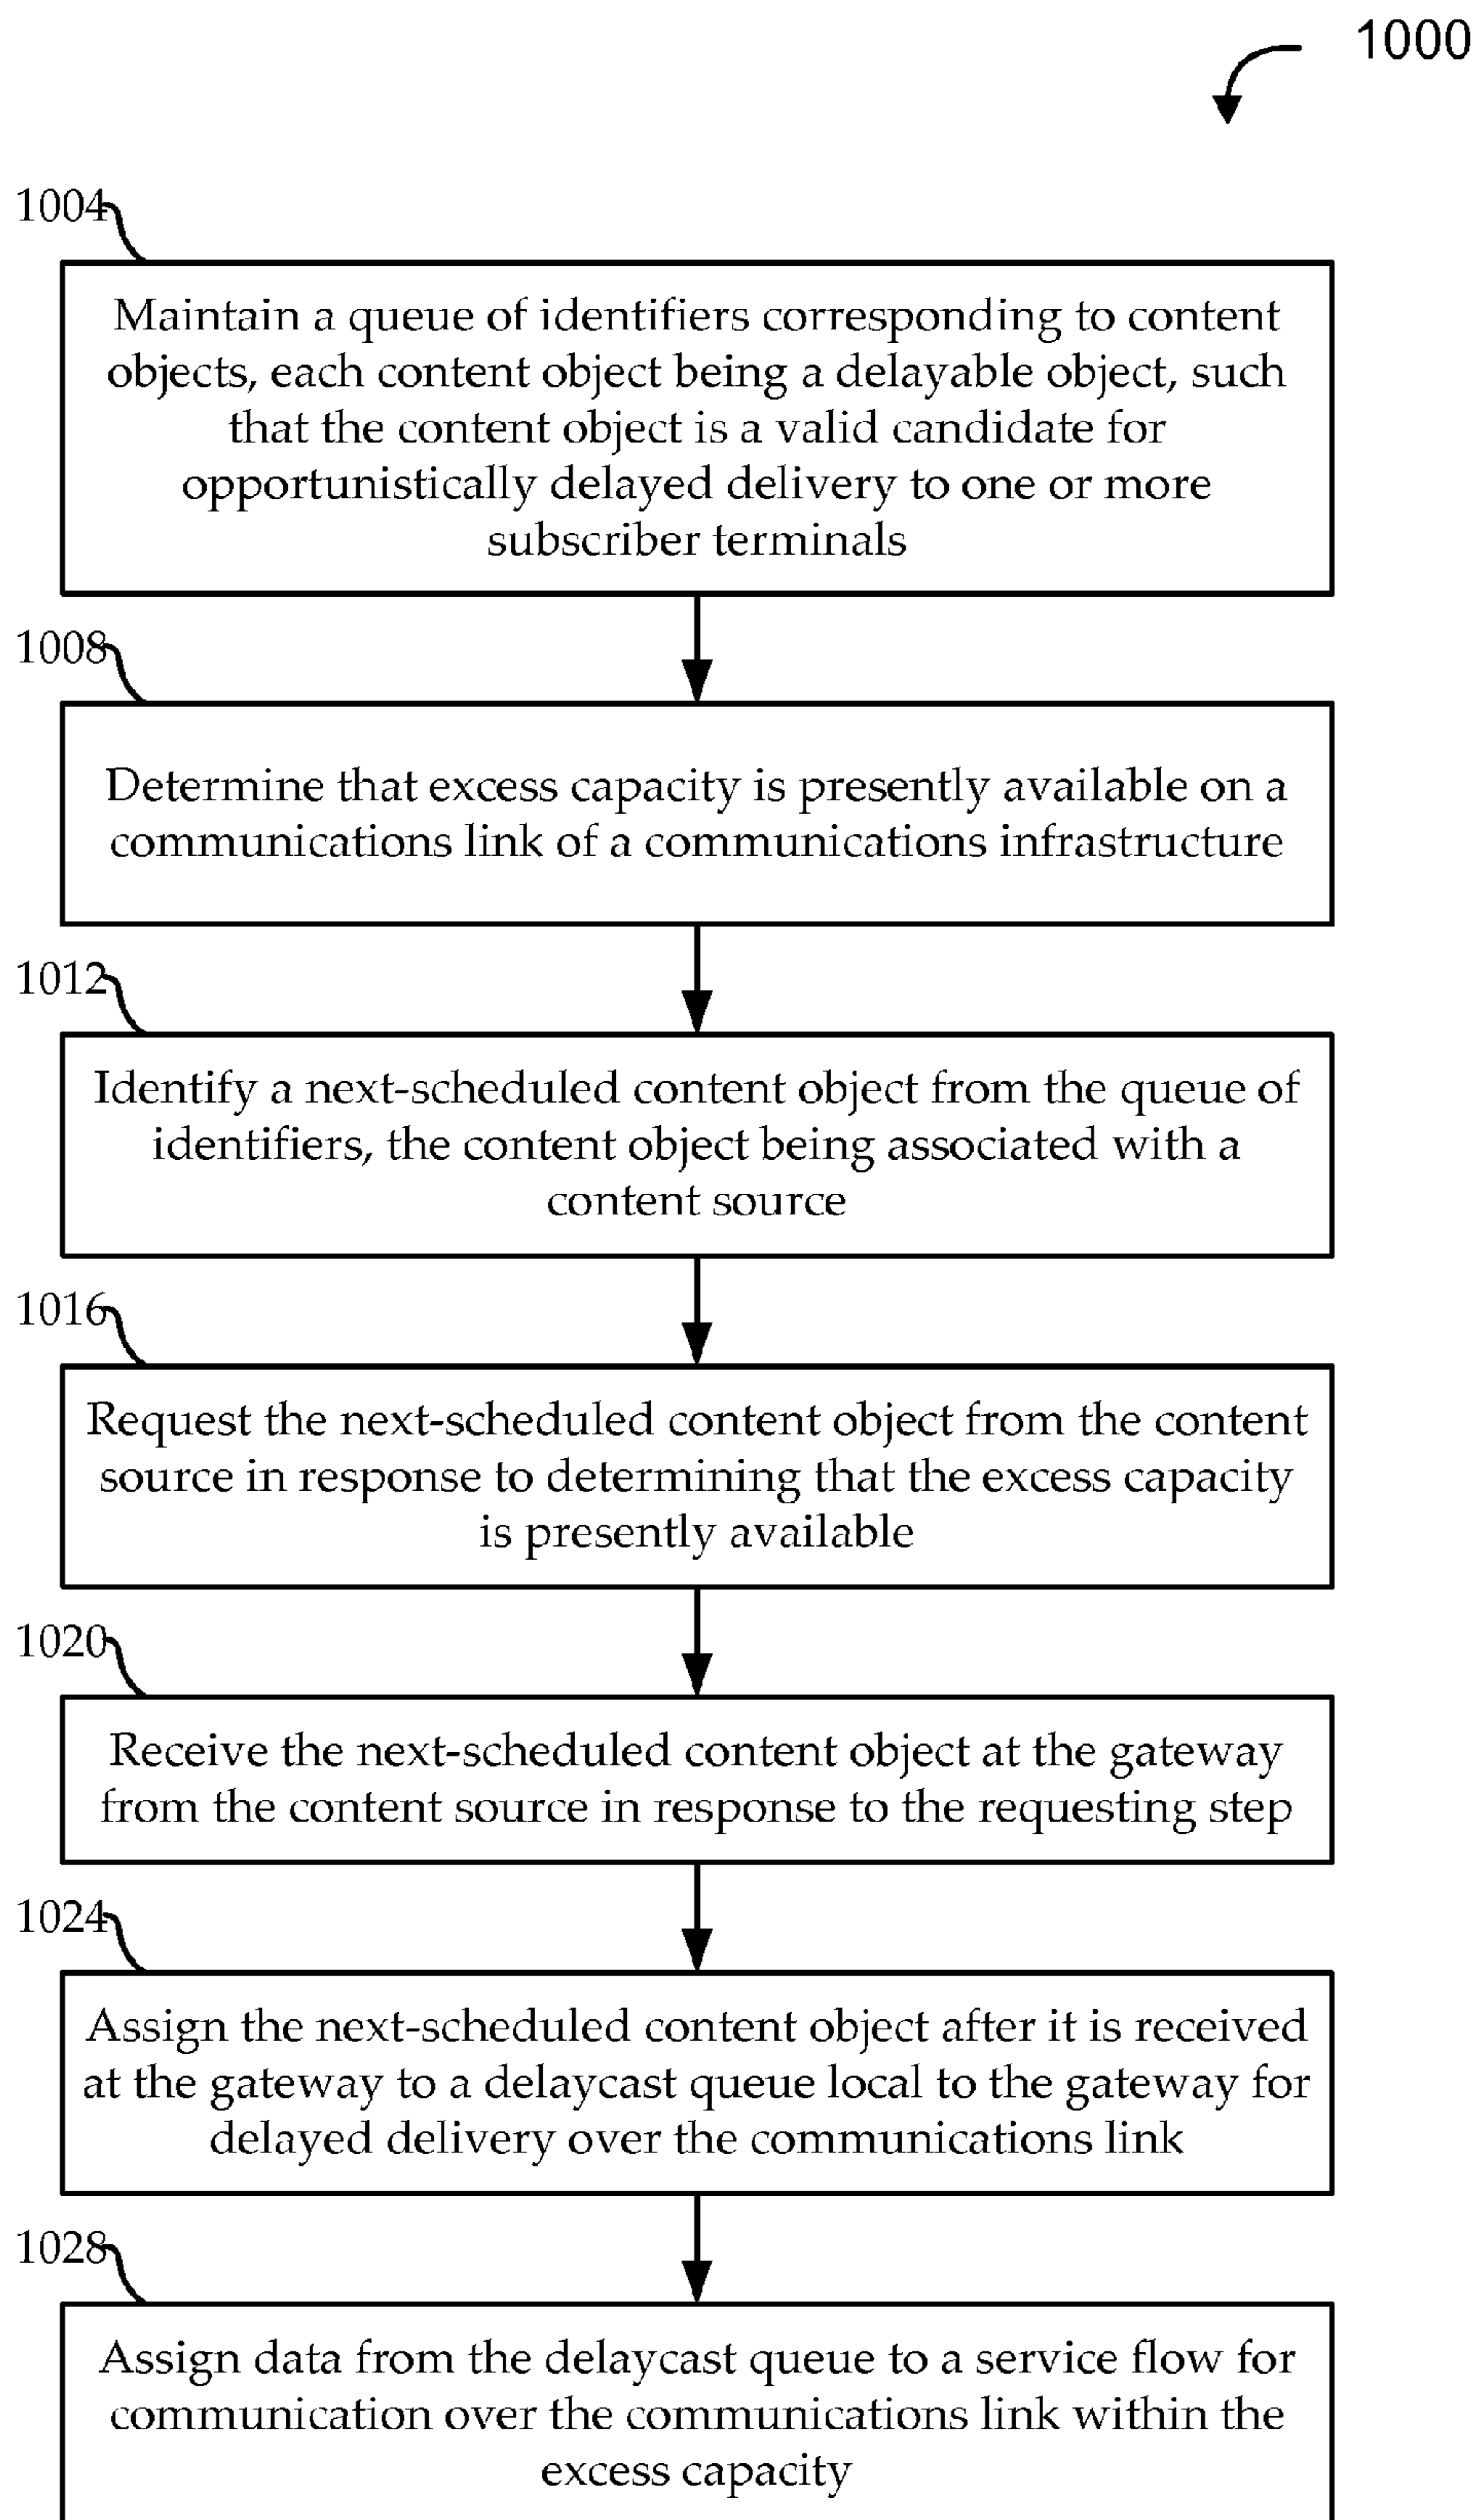 1000
1004
Maintain a queue of identifiers corresponding to content
objects, each content object being a delayable object, such
that the content object is a valid candidate for
opportunistically delayed delivery to one or more
subscriber terminals
1008
Determine that excess capacity is presently available on a
communications link of a communications infrastructure
1012
Identify a next-scheduled content object from the queue of
identifiers, the content object being associated with a
content source
1016
Request the next-scheduled content object from the content
source in response to determining that the excess capacity
is presently available
1020
Receive the next-scheduled content object at the gateway
from the content source in response to the requesting step
1024
Assign the next-scheduled content object after it is received
at the gateway to a delaycast queue local to the gateway for
delayed delivery over the communications link
1028
Assign data from the delaycast queue to a service flow for
communication over the communications link within the
excess capacity